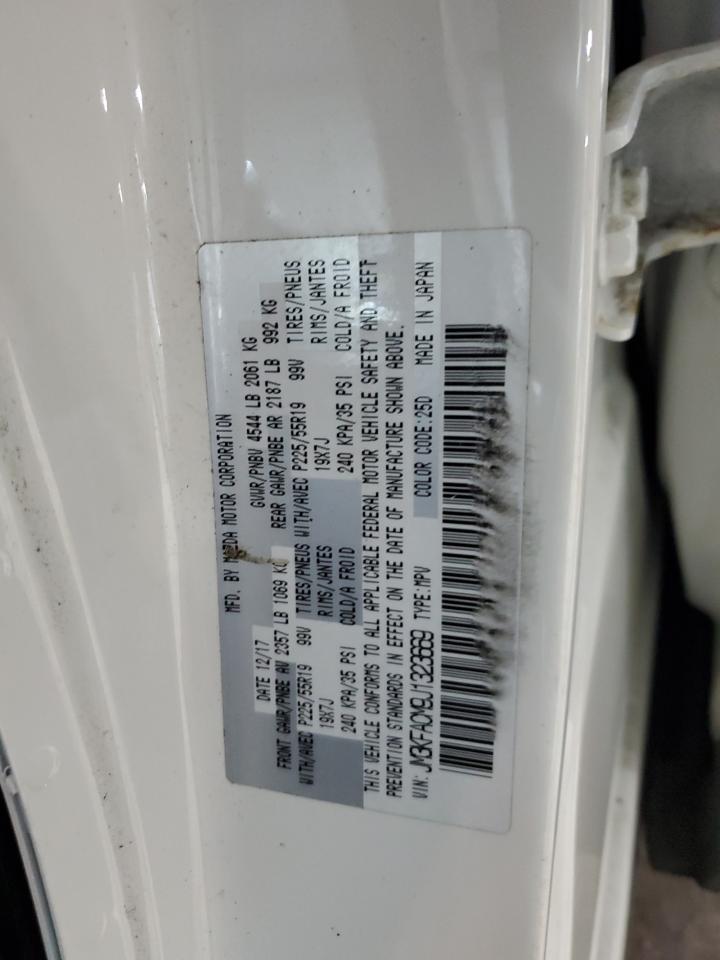 MFD. BY MAZDA MOTOR CORPORATION
DATE 12/17 GVWR/PNBV 4544 LB 2061 KG
FRONT GAWR/PNBE AV 2357 LB 1069 KG REAR GAWR/PNBE AR 2187 LB 992 KG
WITH/AVEC P225/55R19 99V TIRES/PNEUS WITH/AVEC P225/55R19 99V TIRES/PNEUS
19X7J RIMS/JANTES 19X7J RIMS/JANTES
240 KPA/35 PSI COLD/A FROID 240 KPA/35 PSI COLD/A FROID
THIS VEHICLE CONFORMS TO ALL APPLICABLE FEDERAL MOTOR VEHICLE SAFETY AND THEFT
PREVENTION STANDARDS IN EFFECT ON THE DATE OF MANUFACTURE SHOWN ABOVE.
VIN: JM3KFACM9J1323669 TYPE:MPV COLOR CODE:25D MADE IN JAPAN